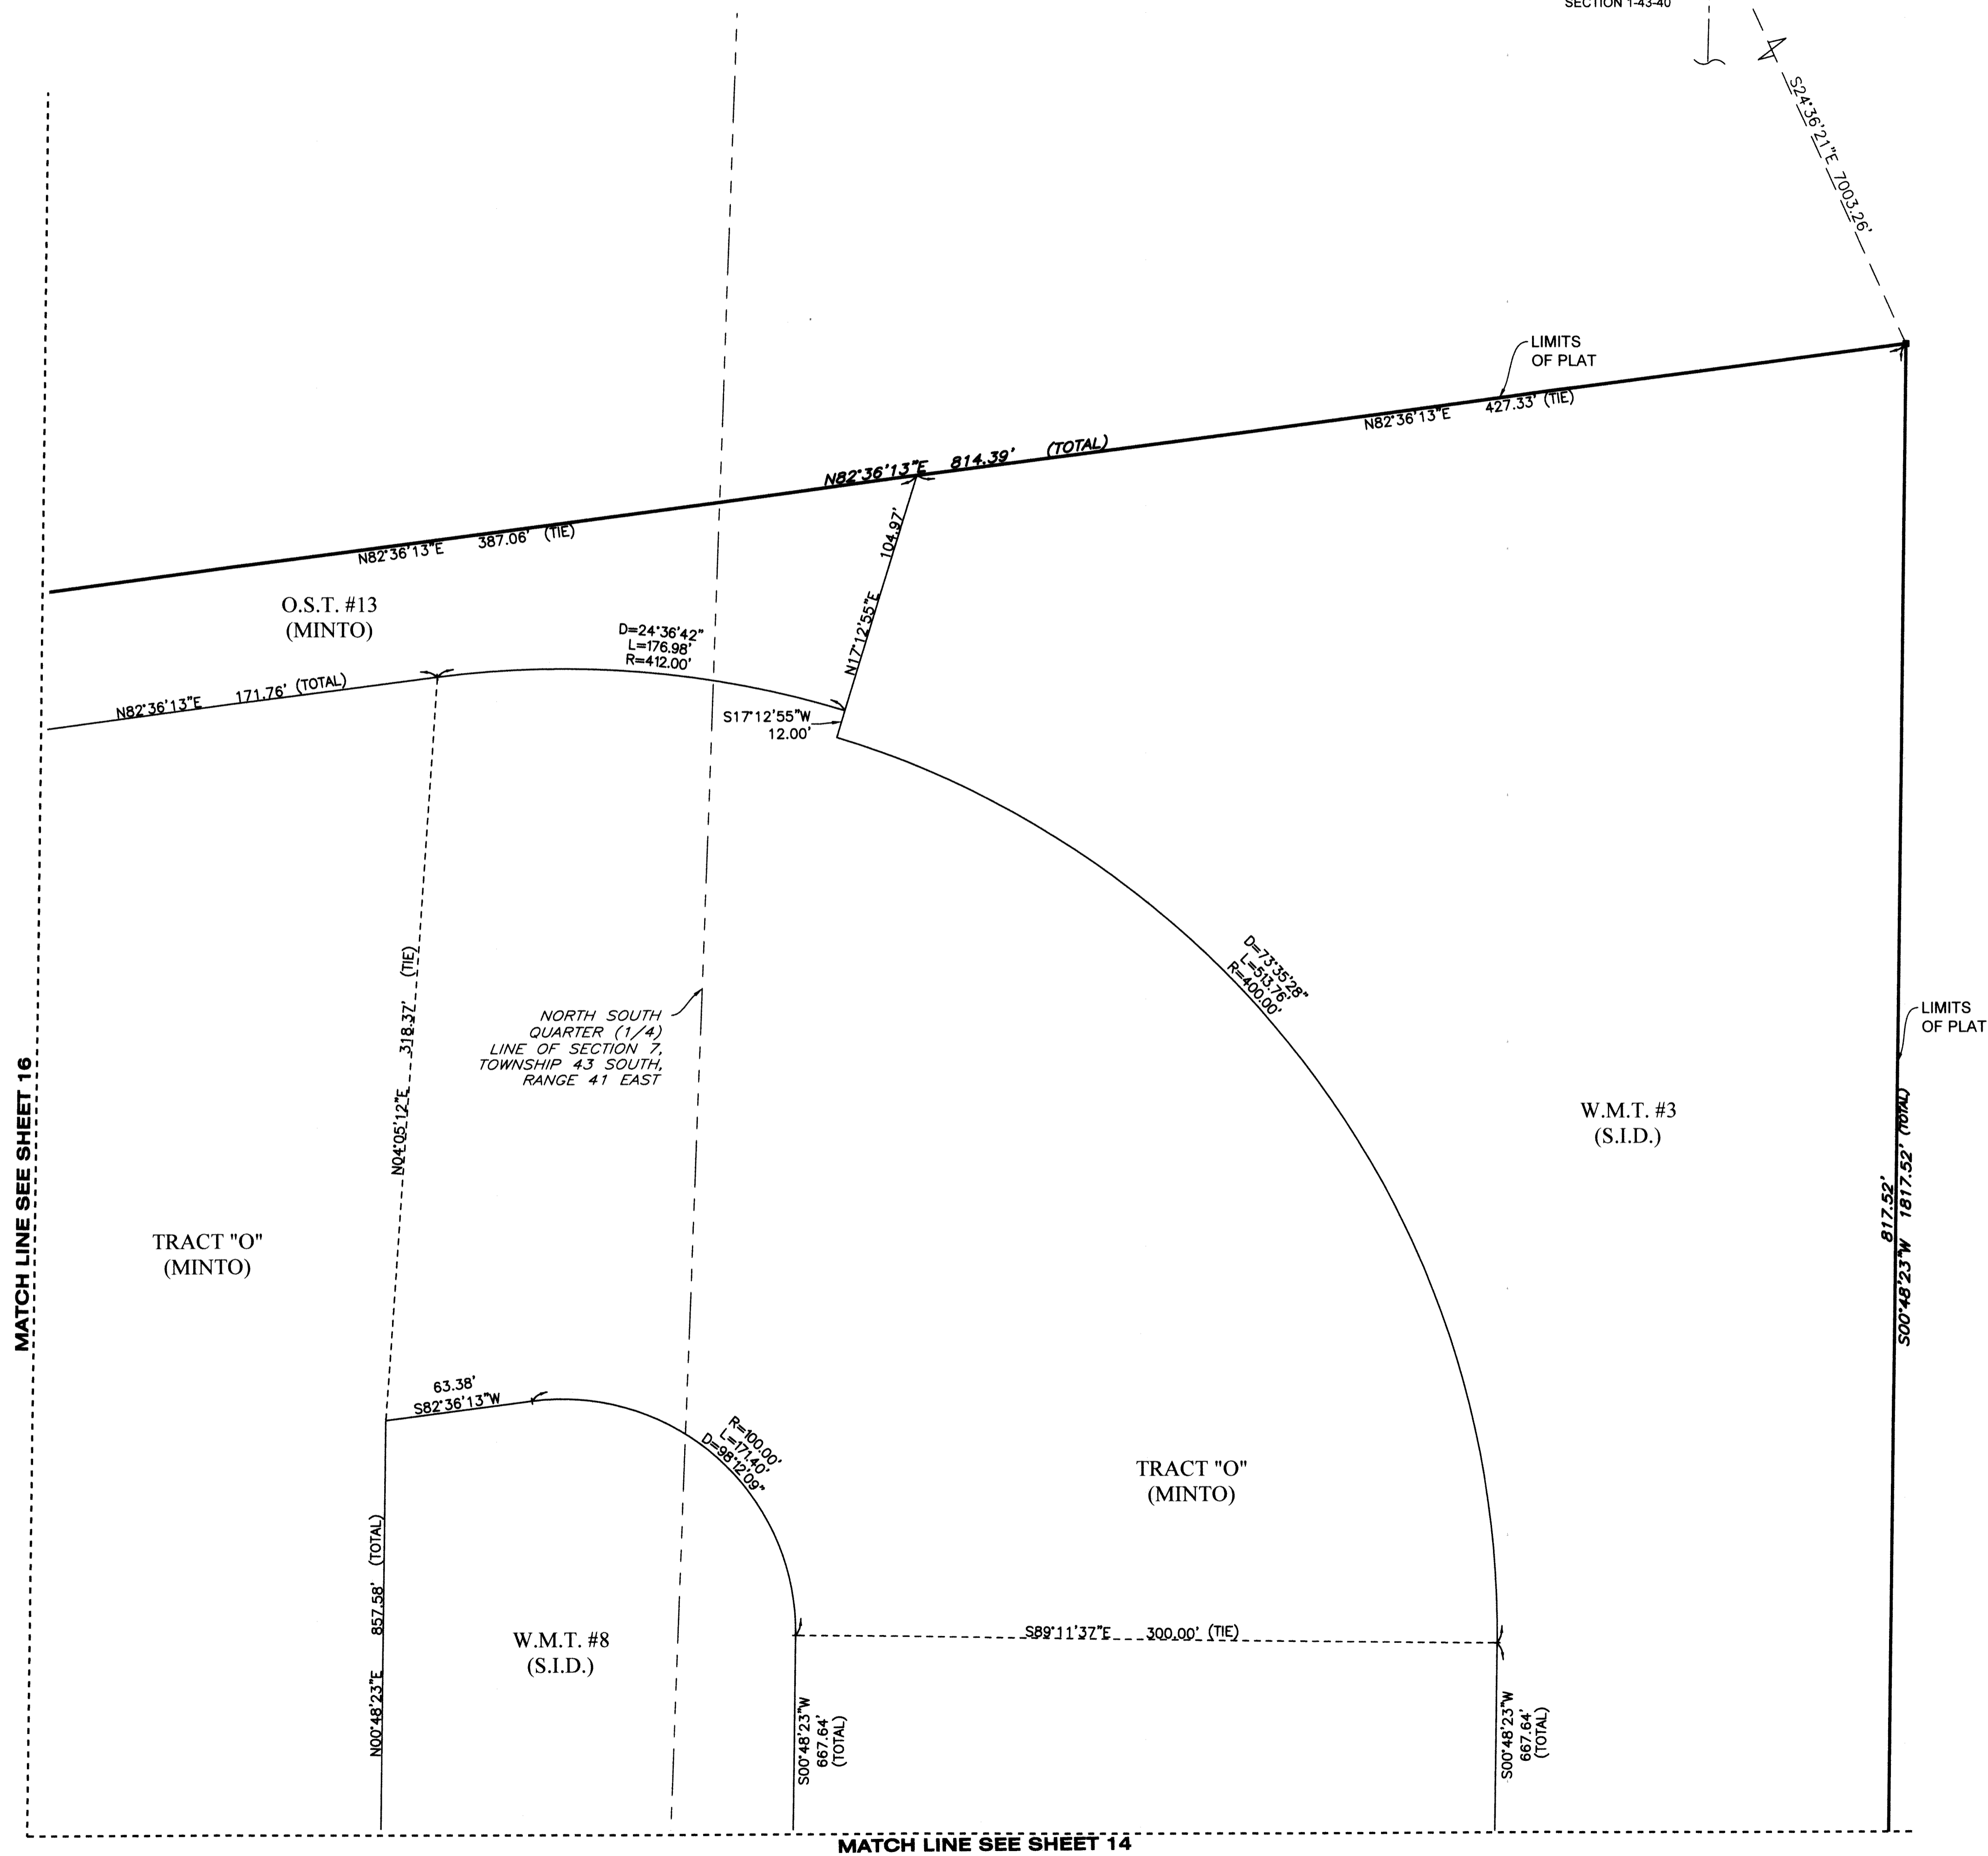 SECTION 1-43-40
S24°36'21"E 7003.26'
LIMITS
OF PLAT
N82°36'13"E 427.33' (TIE)
N82°36'13"E 814.39' (TOTAL)
N82°36'13"E 387.06' (TIE)
N17°12'55"E 104.97'
O.S.T. #13
(MINTO)
D=24°36'42"
L=176.98'
R=412.00'
N82°36'13"E 171.76' (TOTAL)
S17°12'55"W
12.00'
D=73°35'28"
L=513.76'
R=400.00'
N04°05'12"E 318.37' (TIE)
NORTH SOUTH
QUARTER (1/4)
LINE OF SECTION 7,
TOWNSHIP 43 SOUTH,
RANGE 41 EAST
LIMITS
OF PLAT
W.M.T. #3
(S.I.D.)
817.52'
S00°48'23"W 1817.52' (TOTAL)
MATCH LINE SEE SHEET 16
TRACT "O"
(MINTO)
63.38'
S82°36'13"W
R=100.00'
L=171.40'
D=98°12'09"
TRACT "O"
(MINTO)
N00°48'23"E 857.58' (TOTAL)
W.M.T. #8
(S.I.D.)
S89°11'37"E 300.00' (TIE)
S00°48'23"W
667.64'
(TOTAL)
S00°48'23"W
667.64'
(TOTAL)
MATCH LINE SEE SHEET 14